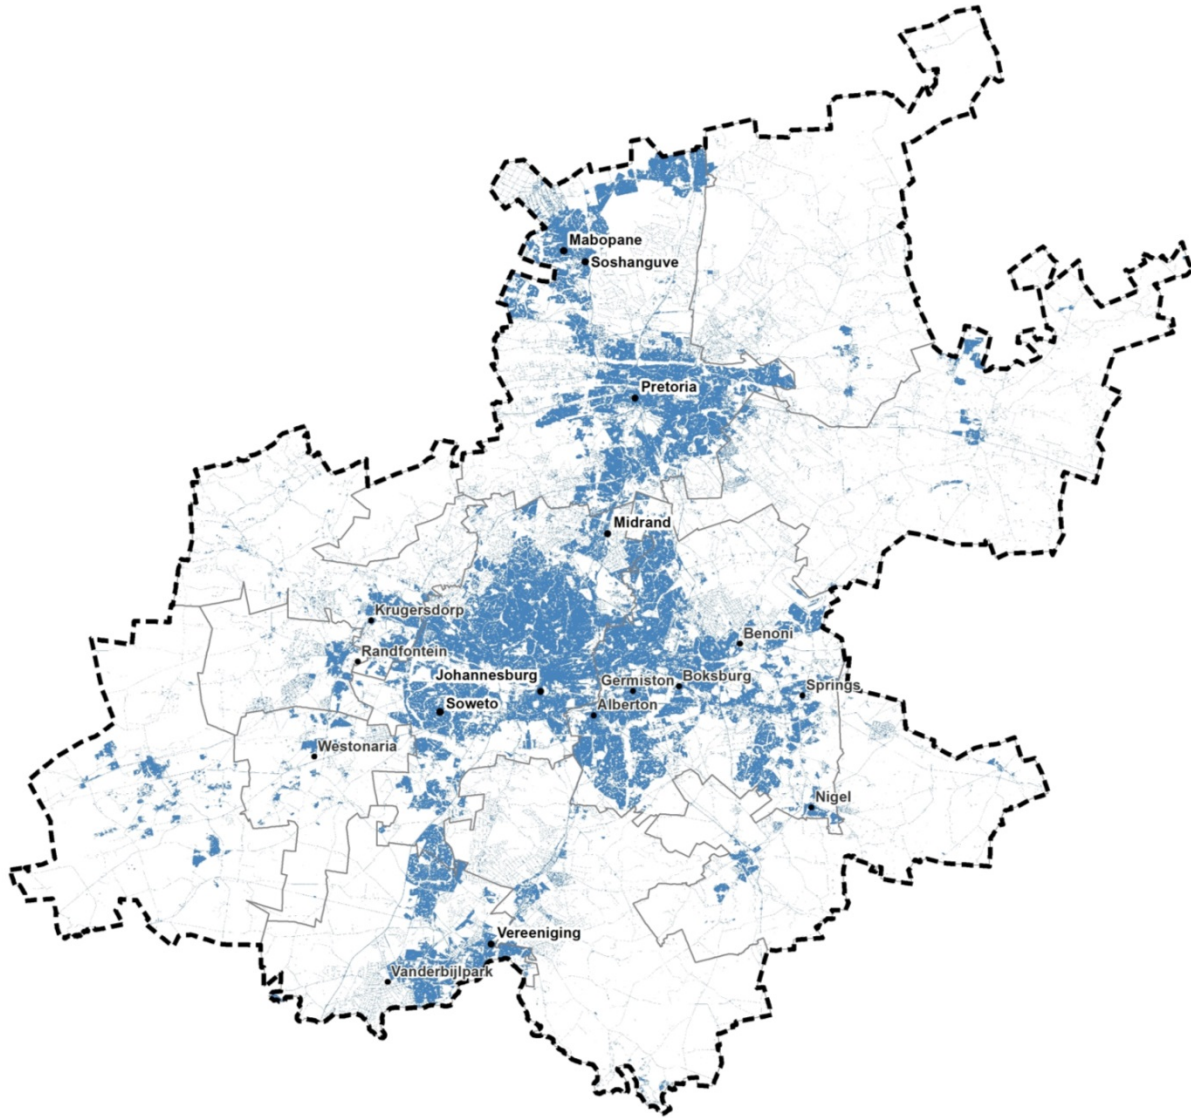 Mabopane
Soshanguve
Pretoria
Midrand
Krugersdorp
Benoni
Randfontein
Johannesburg
Germiston
Boksburg
Springs
Soweto
Alberton
Westonaria
Nigel
Vereeniging
Vanderbijlpark